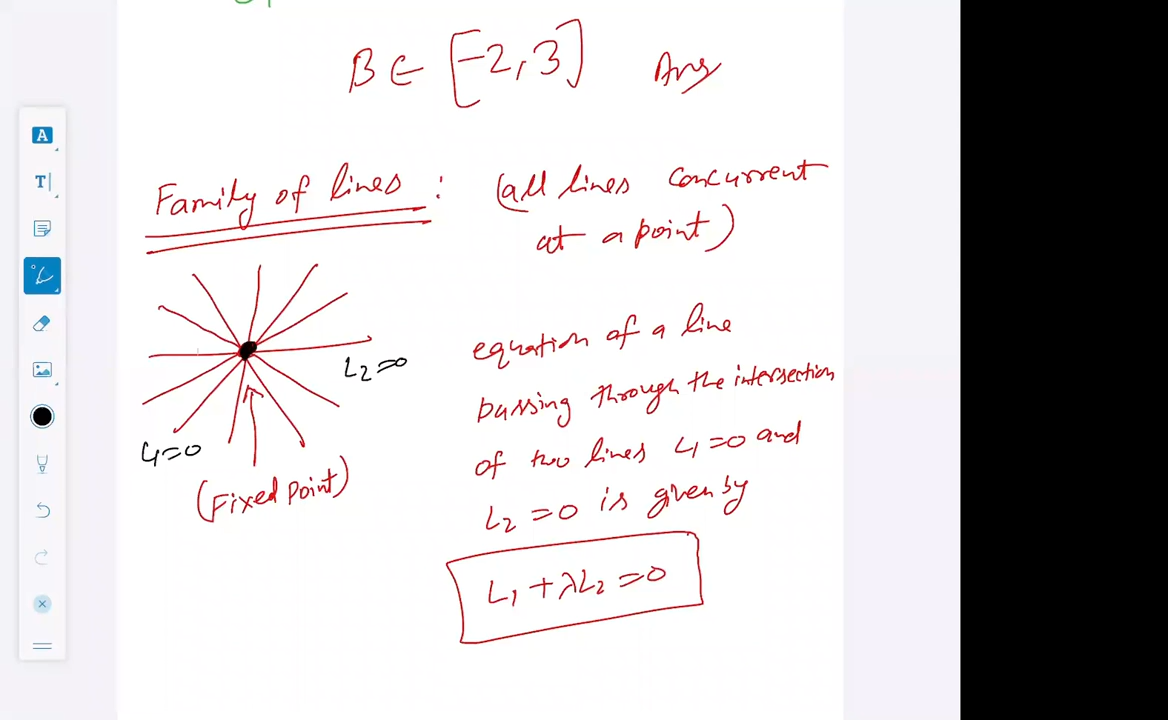 B ∈ [-2, 3] Ans
Family of lines : (all lines concurrent
at a point)
L₂=0
L₁=0
(Fixed Point)
equation of a line
passing through the intersection
of two lines L₁=0 and
L₂=0 is given by
L₁ + λL₂ = 0
A
T